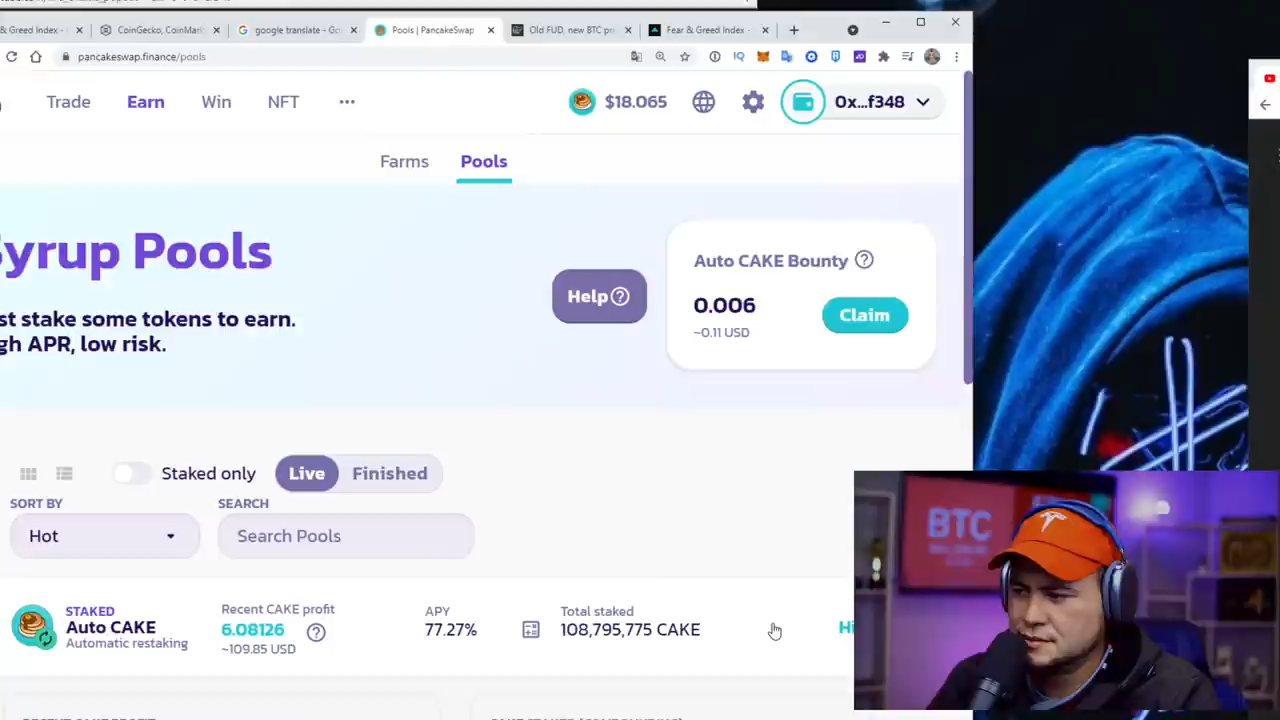 & Greed Index -
CoinGecko, CoinMarl
google translate - Go
Pools | PancakeSwap
Old FUD, new BTC pri
Fear & Greed Index -
pancakeswap.finance/pools
Trade
Earn
Win
NFT
$18.065
0x...f348
Farms
Pools
Syrup Pools
st stake some tokens to earn.
gh APR, low risk.
Help
Auto CAKE Bounty
0.006
~0.11 USD
Claim
Staked only
Live
Finished
SORT BY
SEARCH
Hot
Search Pools
STAKED
Auto CAKE
Automatic restaking
Recent CAKE profit
6.08126
~109.85 USD
APY
77.27%
Total staked
108,795,775 CAKE
Hi
BTC